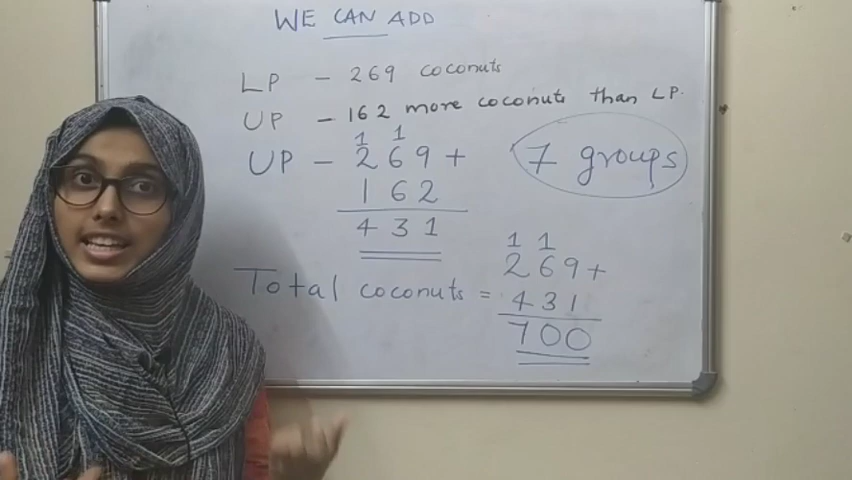 WE CAN ADD
LP - 269 coconuts
UP - 162 more coconuts than LP.
1 1
UP - 269 +
162
431
7 groups
1 1
269 +
Total coconuts = 431
700